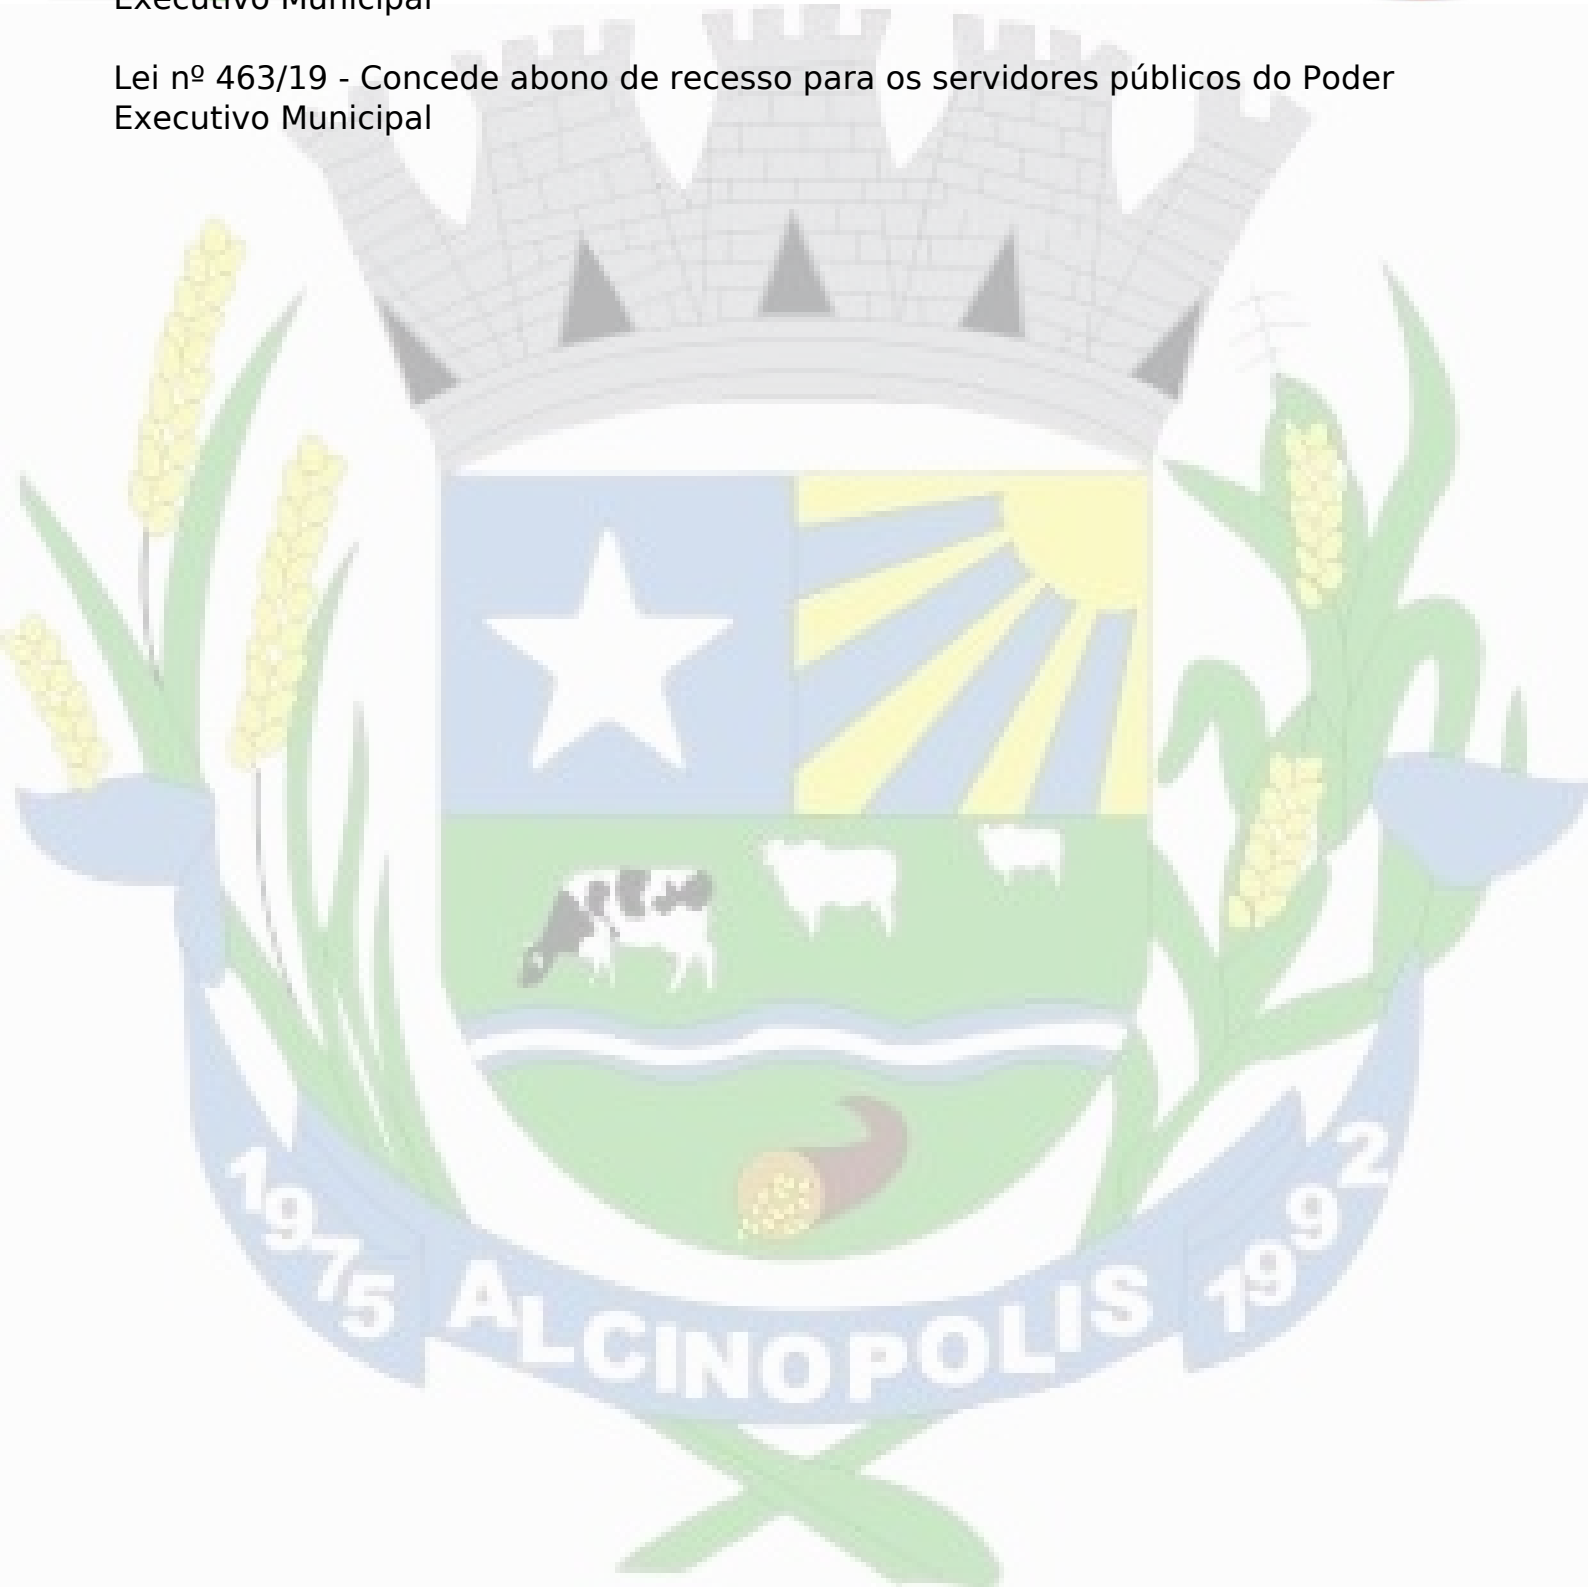 Executivo Municipal
Lei nº 463/19 - Concede abono de recesso para os servidores públicos do Poder
Executivo Municipal
1975
ALCINOPOLIS
1992